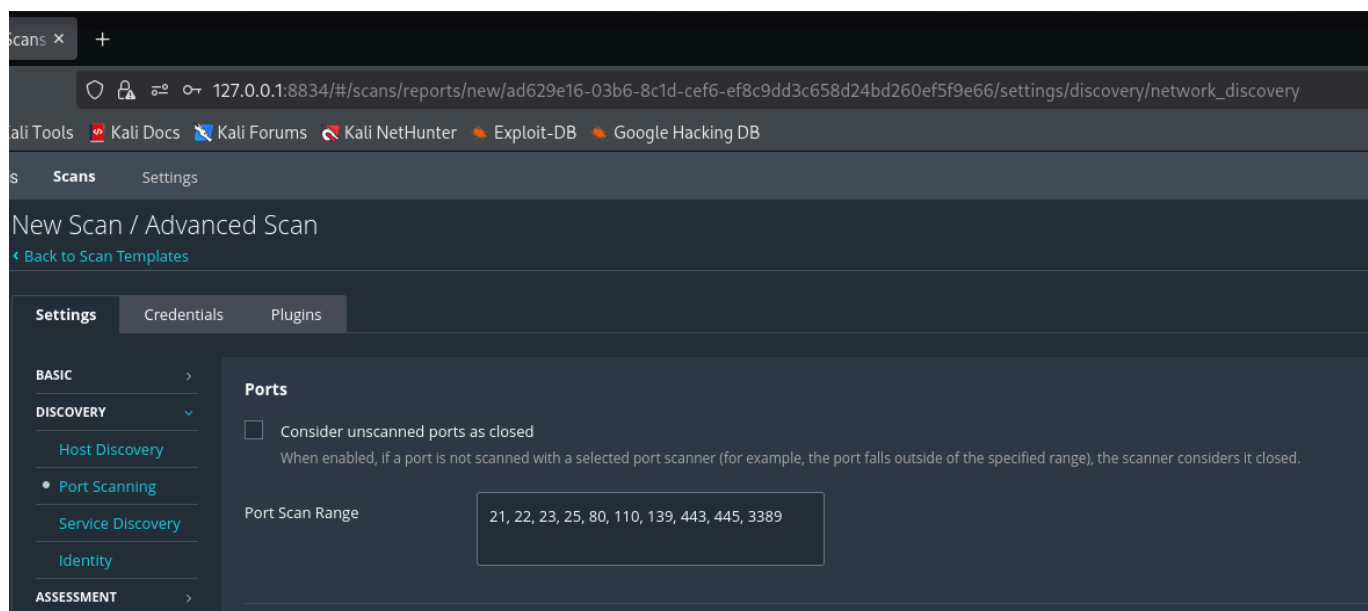 Scans × +
127.0.0.1:8834/#/scans/reports/new/ad629e16-03b6-8c1d-cef6-ef8c9dd3c658d24bd260ef5f9e66/settings/discovery/network_discovery
Kali Tools Kali Docs Kali Forums Kali NetHunter Exploit-DB Google Hacking DB
s Scans Settings
New Scan / Advanced Scan
‹ Back to Scan Templates
Settings Credentials Plugins
BASIC ›
DISCOVERY
Host Discovery
• Port Scanning
Service Discovery
Identity
ASSESSMENT ›
Ports
Consider unscanned ports as closed
When enabled, if a port is not scanned with a selected port scanner (for example, the port falls outside of the specified range), the scanner considers it closed.
Port Scan Range
21, 22, 23, 25, 80, 110, 139, 443, 445, 3389